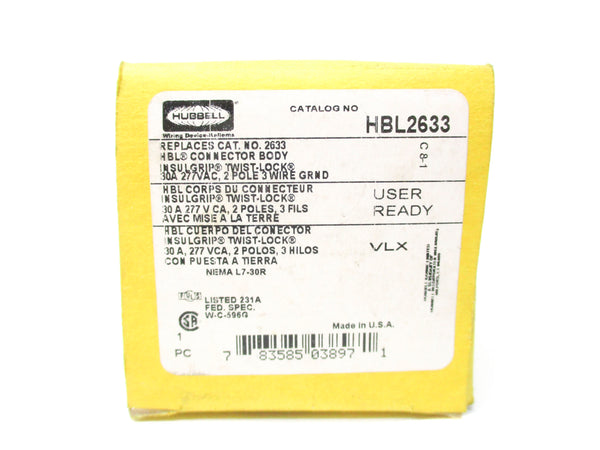 HUBBELL
Wiring Device-Kellems
CATALOG NO
HBL2633
REPLACES CAT. NO. 2633
HBL® CONNECTOR BODY
INSULGRIP® TWIST-LOCK®
30A 277VAC, 2 POLE 3 WIRE GRND
C-8-1
HBL CORPS DU CONNECTEUR
INSULGRIP® TWIST-LOCK®
30 A 277 V CA, 2 POLES, 3 FILS
AVEC MISE A LA TERRE
USER
READY
HBL CUERPO DEL CONECTOR
INSULGRIP® TWIST-LOCK®
30 A, 277 VCA, 2 POLOS, 3 HILOS
CON PUESTA A TIERRA
VLX
NEMA L7-30R
LISTED 231A
FED. SPEC.
W-C-596G
1
PC
Made in U.S.A.
7 83585 03897 1